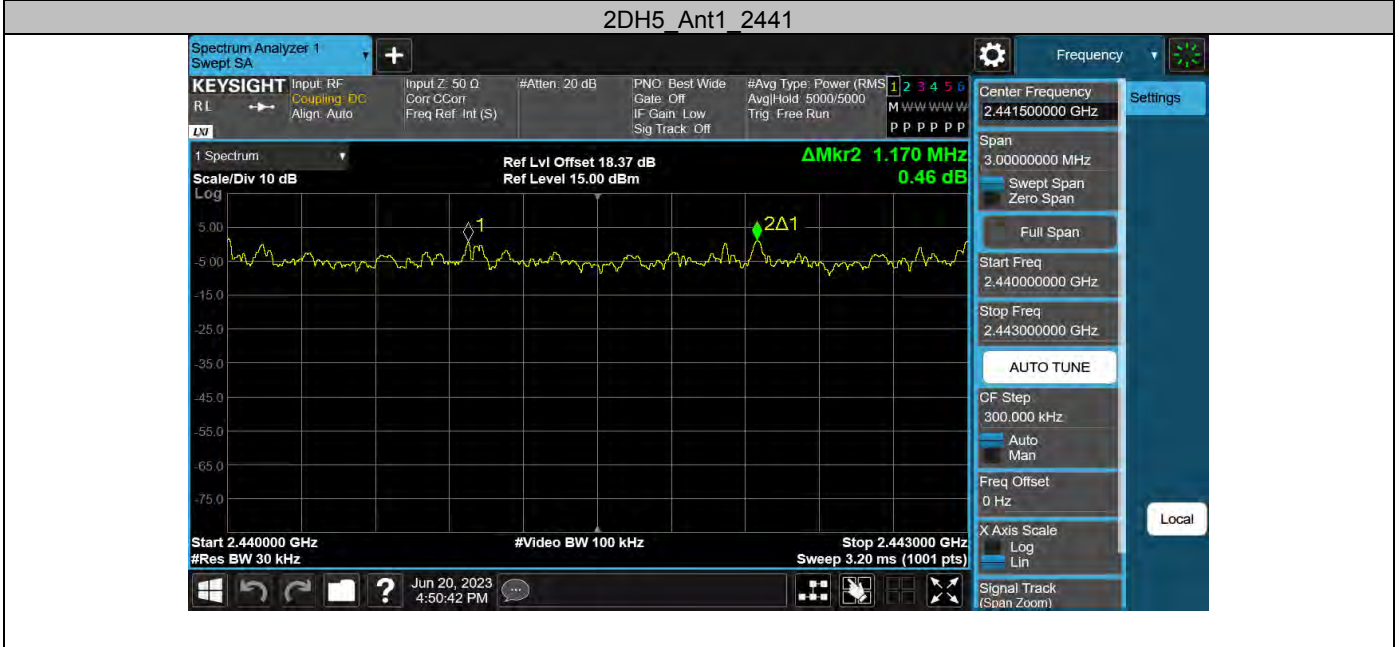 2DH5_Ant1_2441
Spectrum Analyzer 1
Swept SA
Frequency
KEYSIGHT
R L
LXI
Input: RF
Coupling: DC
Align: Auto
Input Z: 50 Ω
Corr CCorr
Freq Ref: Int (S)
#Atten: 20 dB
PNO: Best Wide
Gate: Off
IF Gain: Low
Sig Track: Off
#Avg Type: Power (RMS
Avg|Hold: 5000/5000
Trig: Free Run
1 2 3 4 5 6
M W W W W W
P P P P P P
1 Spectrum
Scale/Div 10 dB
Log
Ref Lvl Offset 18.37 dB
Ref Level 15.00 dBm
ΔMkr2 1.170 MHz
0.46 dB
5.00
-5.00
-15.0
-25.0
-35.0
-45.0
-55.0
-65.0
-75.0
1
2Δ1
Start 2.440000 GHz
#Res BW 30 kHz
#Video BW 100 kHz
Stop 2.443000 GHz
Sweep 3.20 ms (1001 pts)
Center Frequency
2.441500000 GHz
Settings
Span
3.00000000 MHz
Swept Span
Zero Span
Full Span
Start Freq
2.440000000 GHz
Stop Freq
2.443000000 GHz
AUTO TUNE
CF Step
300.000 kHz
Auto
Man
Freq Offset
0 Hz
X Axis Scale
Log
Lin
Local
Signal Track
(Span Zoom)
?
Jun 20, 2023
4:50:42 PM